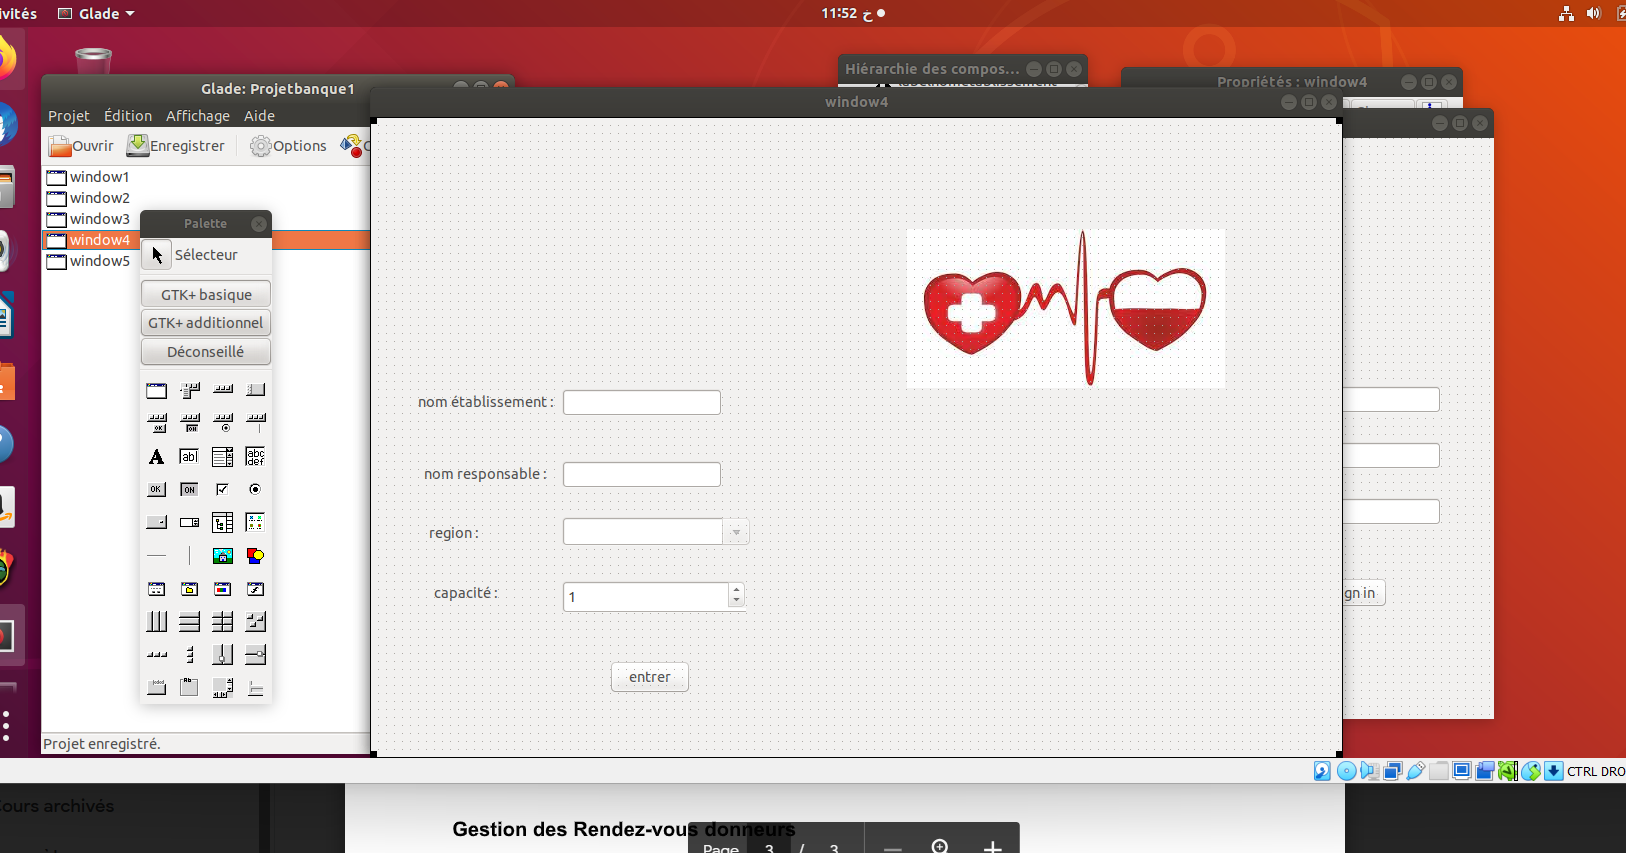 vités
Glade
11:52 خ
Hiérarchie des compos...
Propriétés : window4
Glade: Projetbanque1
window4
Projet Édition Affichage Aide
Ouvrir Enregistrer Options
window1
window2
window3
window4
window5
Palette
Sélecteur
GTK+ basique
GTK+ additionnel
Déconseillé
nom établissement :
nom responsable :
region :
capacité :
1
entrer
gn in
Projet enregistré.
CTRL DRO
Cours archivés
Gestion des Rendez-vous donneurs
Page 3 / 3